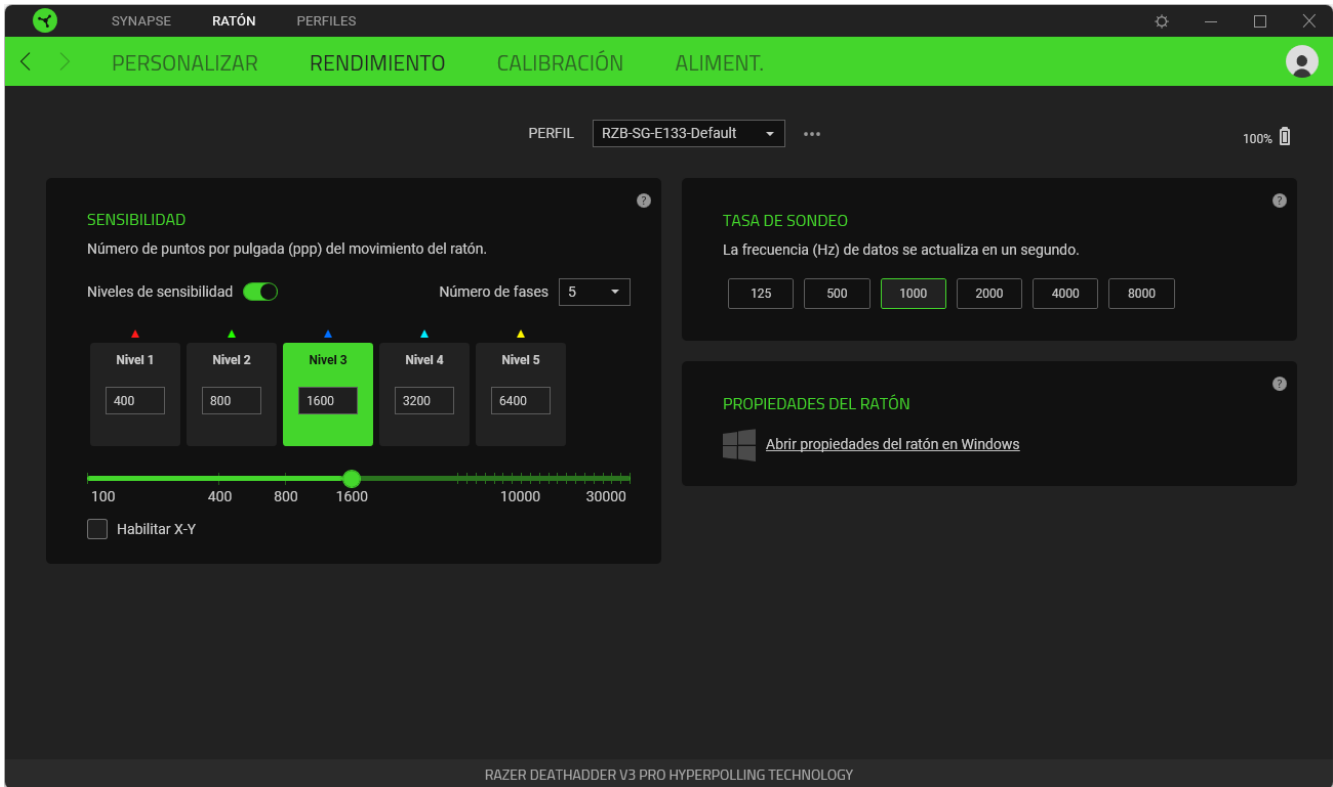 SYNAPSE RATÓN PERFILES
PERSONALIZAR RENDIMIENTO CALIBRACIÓN ALIMENT.
PERFIL RZB-SG-E133-Default
100%
SENSIBILIDAD
Número de puntos por pulgada (ppp) del movimiento del ratón.
Niveles de sensibilidad Número de fases 5
Nivel 1 Nivel 2 Nivel 3 Nivel 4 Nivel 5
400 800 1600 3200 6400
100 400 800 1600 10000 30000
Habilitar X-Y
TASA DE SONDEO
La frecuencia (Hz) de datos se actualiza en un segundo.
125 500 1000 2000 4000 8000
PROPIEDADES DEL RATÓN
Abrir propiedades del ratón en Windows
RAZER DEATHADDER V3 PRO HYPERPOLLING TECHNOLOGY